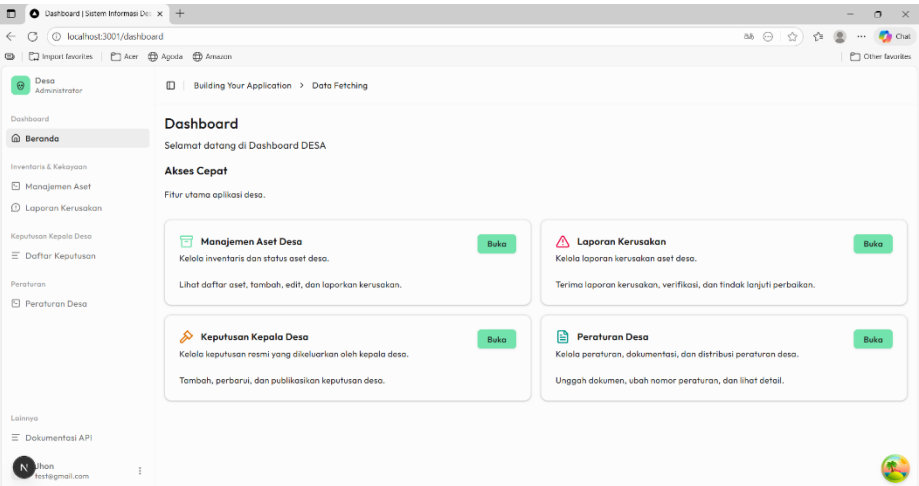 Dashboard | Sistem Informasi De
localhost:3001/dashboard
Chat
Import favorites
Acer
Agoda
Amazon
Other favorites
Desa
Administrator
Building Your Application > Data Fetching
Dashboard
Beranda
Inventaris & Kekayaan
Manajemen Aset
Laporan Kerusakan
Keputusan Kepala Desa
Daftar Keputusan
Peraturan
Peraturan Desa
Lainnya
Dokumentasi API
N
Jhon
test@gmail.com
Dashboard
Selamat datang di Dashboard DESA
Akses Cepat
Fitur utama aplikasi desa.
Manajemen Aset Desa
Buka
Kelola inventaris dan status aset desa.
Lihat daftar aset, tambah, edit, dan laporkan kerusakan.
Laporan Kerusakan
Buka
Kelola laporan kerusakan aset desa.
Terima laporan kerusakan, verifikasi, dan tindak lanjuti perbaikan.
Keputusan Kepala Desa
Buka
Kelola keputusan resmi yang dikeluarkan oleh kepala desa.
Tambah, perbarui, dan publikasikan keputusan desa.
Peraturan Desa
Buka
Kelola peraturan, dokumentasi, dan distribusi peraturan desa.
Unggah dokumen, ubah nomor peraturan, dan lihat detail.